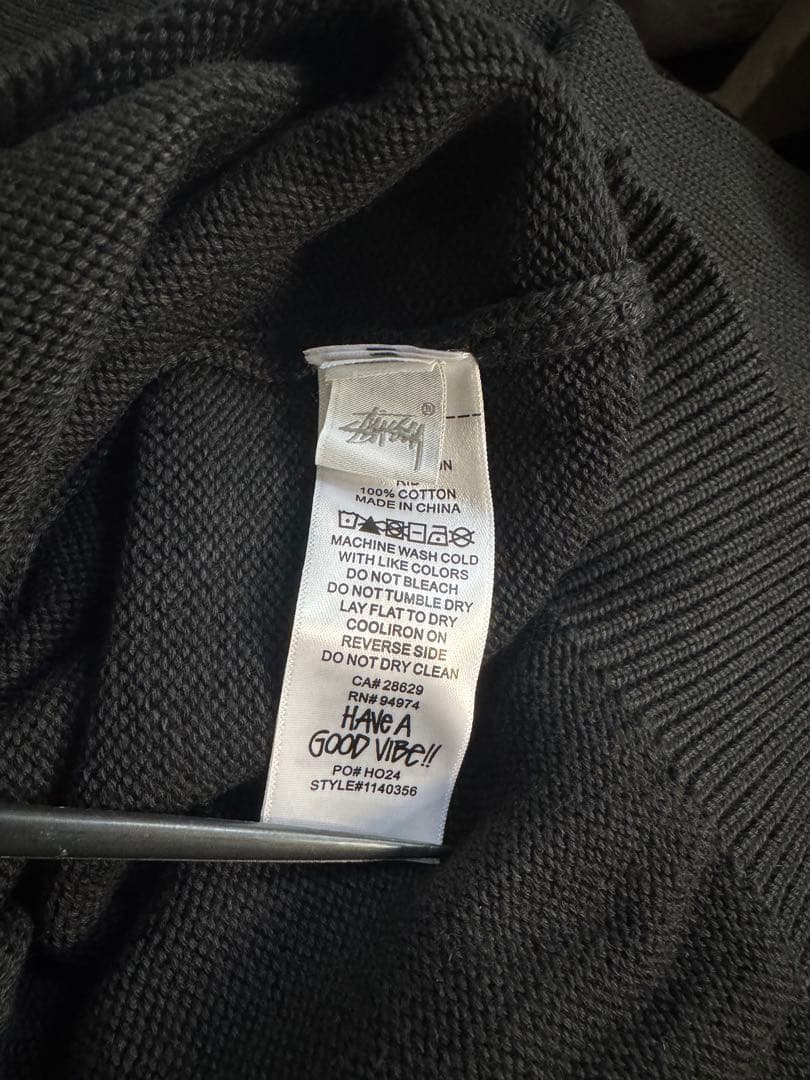 STÜSSY
®
100% COTTON
MADE IN CHINA
MACHINE WASH COLD
WITH LIKE COLORS
DO NOT BLEACH
DO NOT TUMBLE DRY
LAY FLAT TO DRY
COOLIRON ON
REVERSE SIDE
DO NOT DRY CLEAN
CA# 28629
RN# 94974
HAVE A
GOOD VIBE!!
PO# HO24
STYLE#1140356